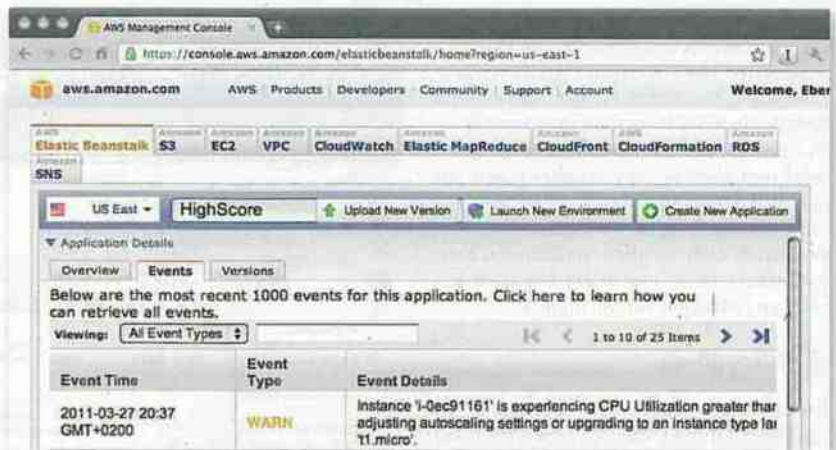 AWS Management Console
https://console.aws.amazon.com/elasticbeanstalk/home?region=us-east-1
aws.amazon.com AWS Products Developers Community Support Account Welcome, Eber
AWS Amazon Amazon Amazon Amazon Amazon Amazon AWS Amazon
Elastic Beanstalk S3 EC2 VPC CloudWatch Elastic MapReduce CloudFront CloudFormation RDS
Amazon
SNS
US East HighScore Upload New Version Launch New Environment Create New Application
Application Details
Overview Events Versions
Below are the most recent 1000 events for this application. Click here to learn how you
can retrieve all events.
Viewing: All Event Types 1 to 10 of 25 Items
Event
Event Time Type Event Details
2011-03-27 20:37 WARN Instance 'i-0ec91161' is experiencing CPU Utilization greater than
GMT+0200 adjusting autoscaling settings or upgrading to an instance type lar
't1.micro'.